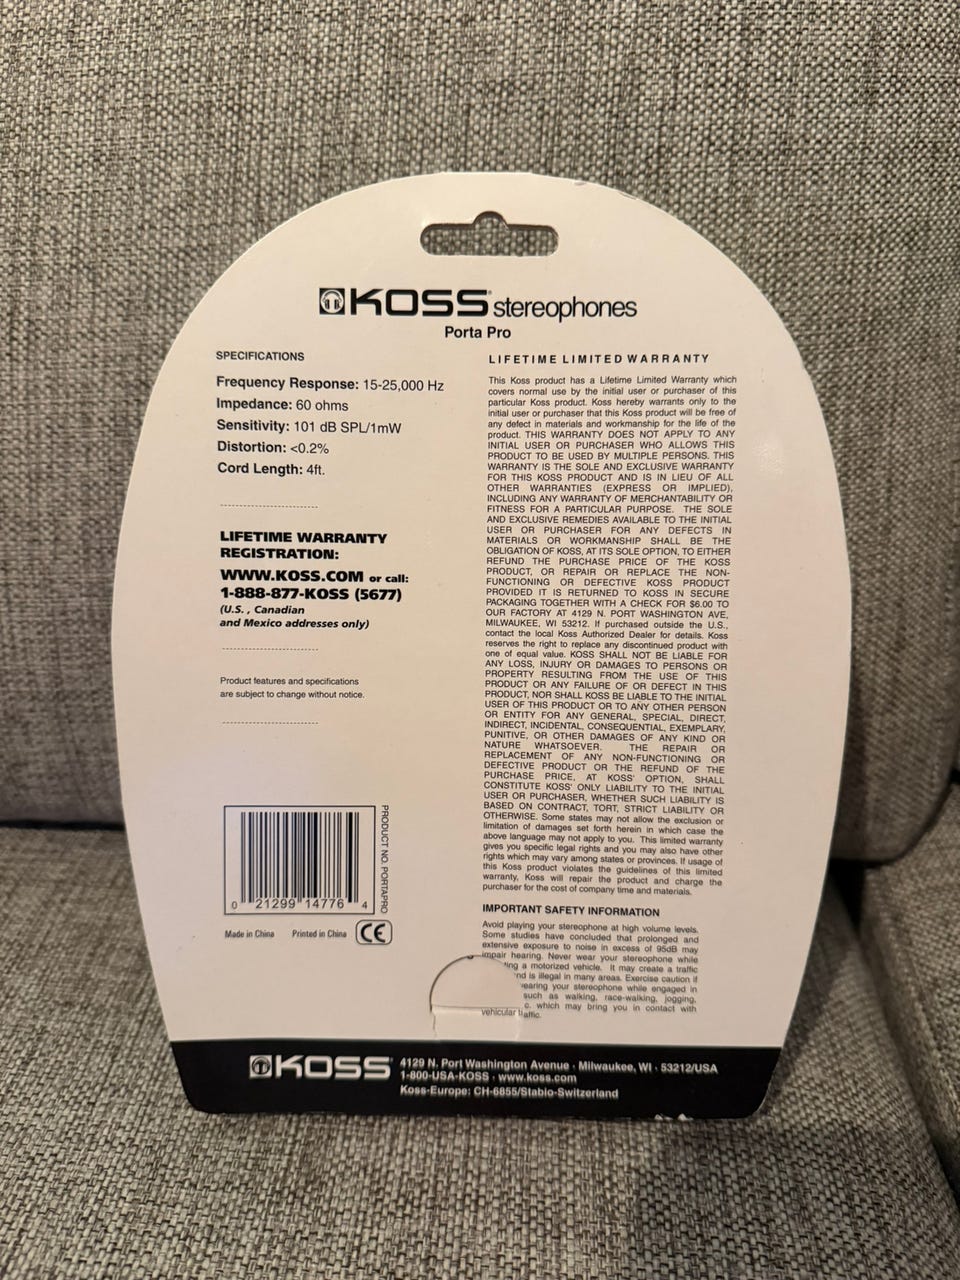 KOSS stereophones
Porta Pro
SPECIFICATIONS
Frequency Response: 15-25,000 Hz
Impedance: 60 ohms
Sensitivity: 101 dB SPL/1mW
Distortion: <0.2%
Cord Length: 4ft.
LIFETIME WARRANTY
REGISTRATION:
WWW.KOSS.COM or call:
1-888-877-KOSS (5677)
(U.S. , Canadian
and Mexico addresses only)
Product features and specifications
are subject to change without notice.
0 21299 14776 4
PRODUCT NO. PORTAPRO
Made in China Printed in China CE
LIFETIME LIMITED WARRANTY
This Koss product has a Lifetime Limited Warranty which
covers normal use by the initial user or purchaser of this
particular Koss product. Koss hereby warrants only to the
initial user or purchaser that this Koss product will be free of
any defect in materials and workmanship for the life of the
product. THIS WARRANTY DOES NOT APPLY TO ANY
INITIAL USER OR PURCHASER WHO ALLOWS THIS
PRODUCT TO BE USED BY MULTIPLE PERSONS. THIS
WARRANTY IS THE SOLE AND EXCLUSIVE WARRANTY
FOR THIS KOSS PRODUCT AND IS IN LIEU OF ALL
OTHER WARRANTIES (EXPRESS OR IMPLIED),
INCLUDING ANY WARRANTY OF MERCHANTABILITY OR
FITNESS FOR A PARTICULAR PURPOSE. THE SOLE
AND EXCLUSIVE REMEDIES AVAILABLE TO THE INITIAL
USER OR PURCHASER FOR ANY DEFECTS IN
MATERIALS OR WORKMANSHIP SHALL BE THE
OBLIGATION OF KOSS, AT ITS SOLE OPTION, TO EITHER
REFUND THE PURCHASE PRICE OF THE KOSS
PRODUCT, OR REPAIR OR REPLACE THE NON-
FUNCTIONING OR DEFECTIVE KOSS PRODUCT
PROVIDED IT IS RETURNED TO KOSS IN SECURE
PACKAGING TOGETHER WITH A CHECK FOR $6.00 TO
OUR FACTORY AT 4129 N. PORT WASHINGTON AVE,
MILWAUKEE, WI 53212. If purchased outside the U.S.,
contact the local Koss Authorized Dealer for details. Koss
reserves the right to replace any discontinued product with
one of equal value. KOSS SHALL NOT BE LIABLE FOR
ANY LOSS, INJURY OR DAMAGES TO PERSONS OR
PROPERTY RESULTING FROM THE USE OF THIS
PRODUCT OR ANY FAILURE OF OR DEFECT IN THIS
PRODUCT, NOR SHALL KOSS BE LIABLE TO THE INITIAL
USER OF THIS PRODUCT OR TO ANY OTHER PERSON
OR ENTITY FOR ANY GENERAL, SPECIAL, DIRECT,
INDIRECT, INCIDENTAL, CONSEQUENTIAL, EXEMPLARY,
PUNITIVE, OR OTHER DAMAGES OF ANY KIND OR
NATURE WHATSOEVER. THE REPAIR OR
REPLACEMENT OF ANY NON-FUNCTIONING OR
DEFECTIVE PRODUCT OR THE REFUND OF THE
PURCHASE PRICE, AT KOSS' OPTION, SHALL
CONSTITUTE KOSS' ONLY LIABILITY TO THE INITIAL
USER OR PURCHASER, WHETHER SUCH LIABILITY IS
BASED ON CONTRACT, TORT, STRICT LIABILITY OR
OTHERWISE. Some states may not allow the exclusion or
limitation of damages set forth herein in which case the
above language may not apply to you. This limited warranty
gives you specific legal rights and you may also have other
rights which may vary among states or provinces. If usage of
this Koss product violates the guidelines of this limited
warranty, Koss will repair the product and charge the
purchaser for the cost of company time and materials.
IMPORTANT SAFETY INFORMATION
Avoid playing your stereophone at high volume levels.
Some studies have concluded that prolonged and
extensive exposure to noise in excess of 95dB may
impair hearing. Never wear your stereophone while
a motorized vehicle. It may create a traffic
is illegal in many areas. Exercise caution if
wearing your stereophone while engaged in
such as walking, race-walking, jogging,
which may bring you in contact with
vehicular traffic.
KOSS
4129 N. Port Washington Avenue · Milwaukee, WI · 53212/USA
1-800-USA-KOSS · www.koss.com
Koss-Europe: CH-6855/Stabio-Switzerland